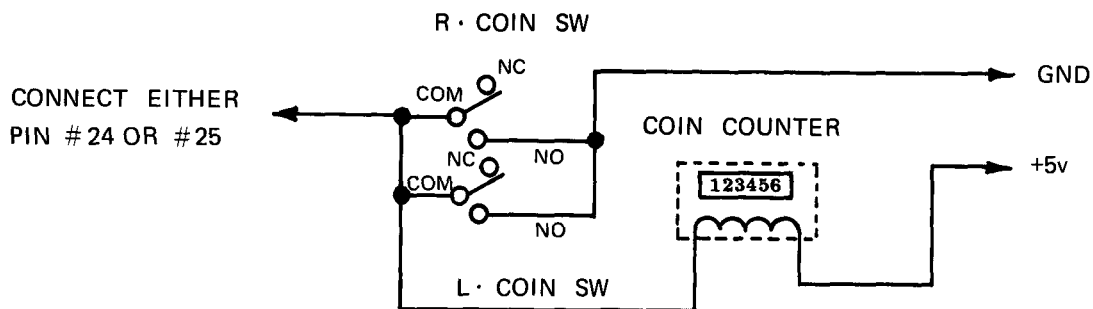 R · COIN SW
NC
COM
CONNECT EITHER
PIN #24 OR #25
NO
NC
COM
NO
L · COIN SW
COIN COUNTER
123456
GND
+5v